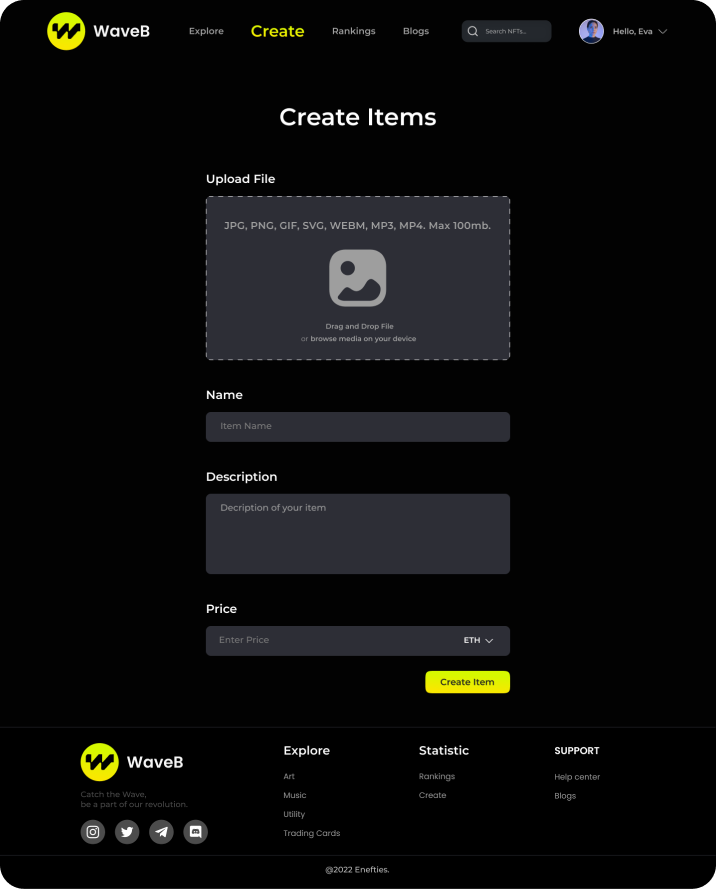 WaveB
Explore
Create
Rankings
Blogs
Search NFTs...
Hello, Eva
Create Items
Upload File
JPG, PNG, GIF, SVG, WEBM, MP3, MP4. Max 100mb.
Drag and Drop File
or browse media on your device
Name
Item Name
Description
Decription of your item
Price
Enter Price
ETH
Create Item
WaveB
Catch the Wave,
be a part of our revolution.
Explore
Art
Music
Utility
Trading Cards
Statistic
Rankings
Create
SUPPORT
Help center
Blogs
@2022 Enefties.